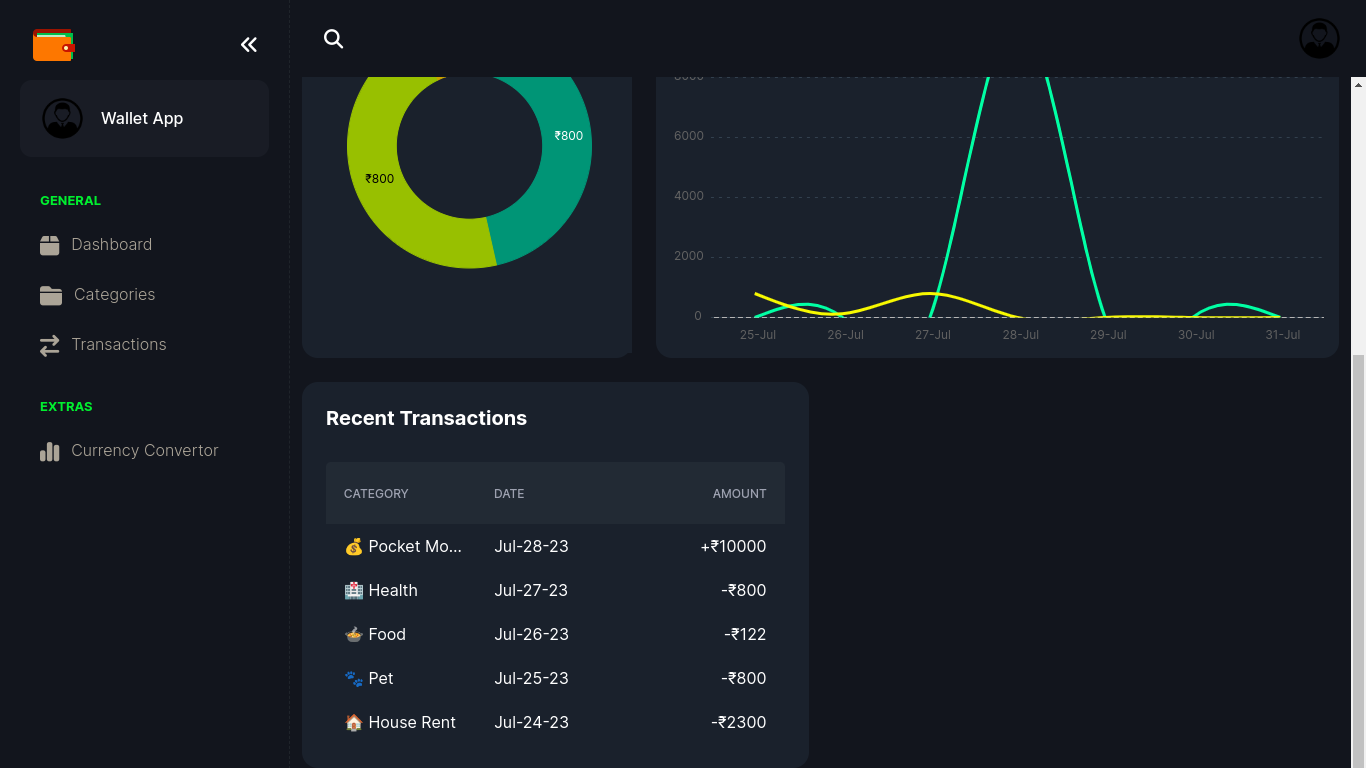 Wallet App
GENERAL
Dashboard
Categories
Transactions
EXTRAS
Currency Convertor
₹800
₹800
6000
4000
2000
0
25-Jul 26-Jul 27-Jul 28-Jul 29-Jul 30-Jul 31-Jul
Recent Transactions
CATEGORY DATE AMOUNT
💰 Pocket Mo... Jul-28-23 +₹10000
🏥 Health Jul-27-23 -₹800
🍲 Food Jul-26-23 -₹122
🐾 Pet Jul-25-23 -₹800
🏠 House Rent Jul-24-23 -₹2300